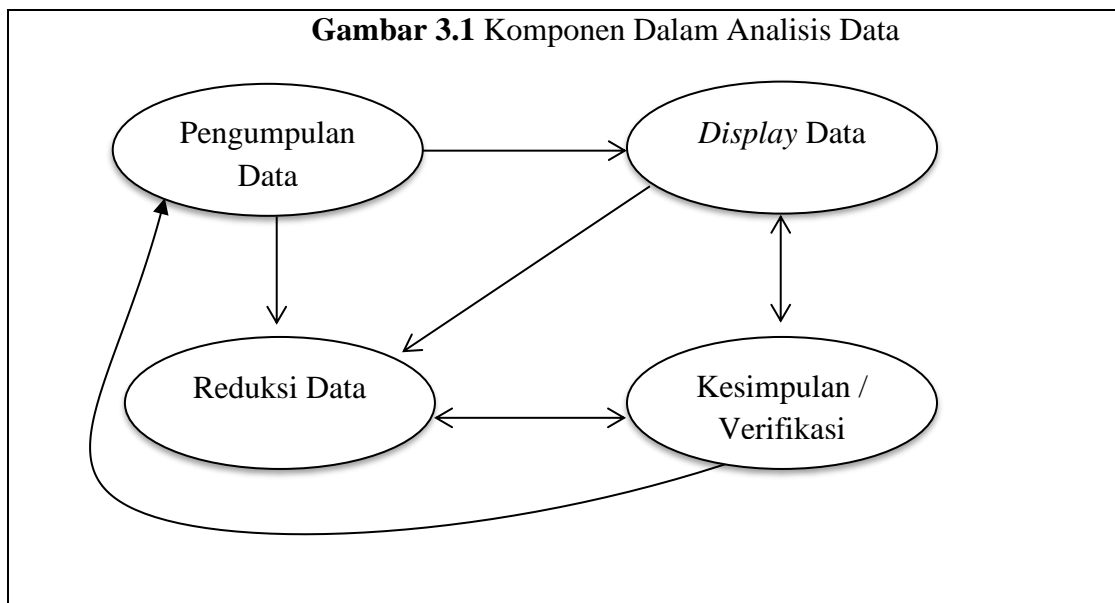 Gambar 3.1 Komponen Dalam Analisis Data
Pengumpulan
Data
Display Data
Reduksi Data
Kesimpulan /
Verifikasi